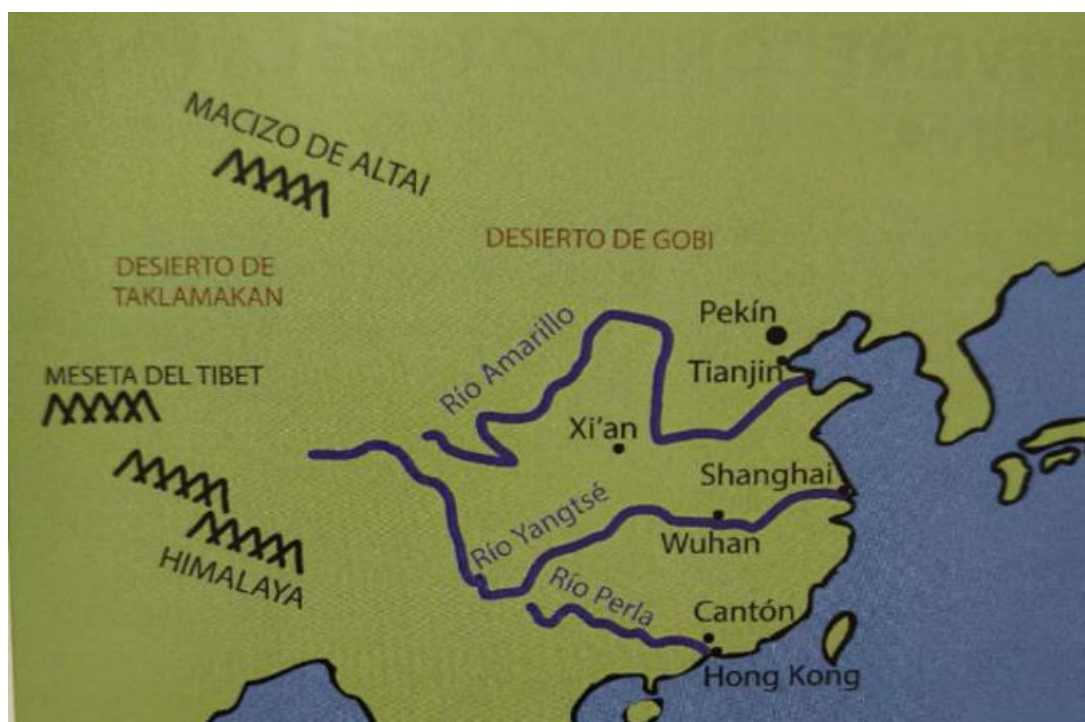 MACIZO DE ALTAI
DESIERTO DE GOBI
DESIERTO DE
TAKLAMAKAN
Pekín
Río Amarillo
Tianjin
MESETA DEL TIBET
Xi'an
Shanghai
Río Yangtsé
Wuhan
HIMALAYA
Río Perla
Cantón
Hong Kong